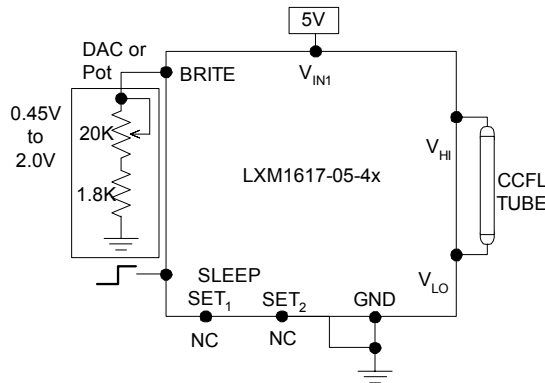 5V
DAC or
Pot
BRITE
V_IN1
0.45V
to
2.0V
20K
V_HI
LXM1617-05-4x
1.8K
CCFL
TUBE
SLEEP
V_LO
SET_1
SET_2
GND
NC
NC